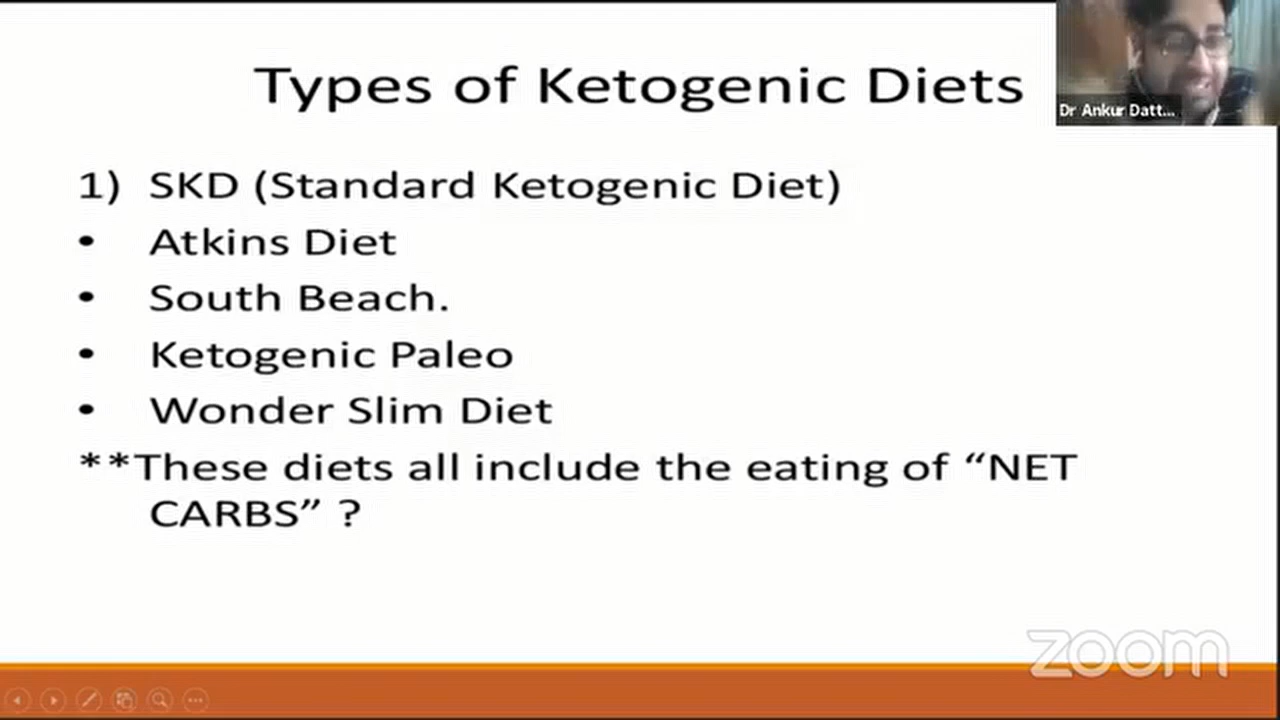 Types of Ketogenic Diets
Dr Ankur Datt...
1) SKD (Standard Ketogenic Diet)
• Atkins Diet
• South Beach.
• Ketogenic Paleo
• Wonder Slim Diet
**These diets all include the eating of “NET
CARBS” ?
zoom